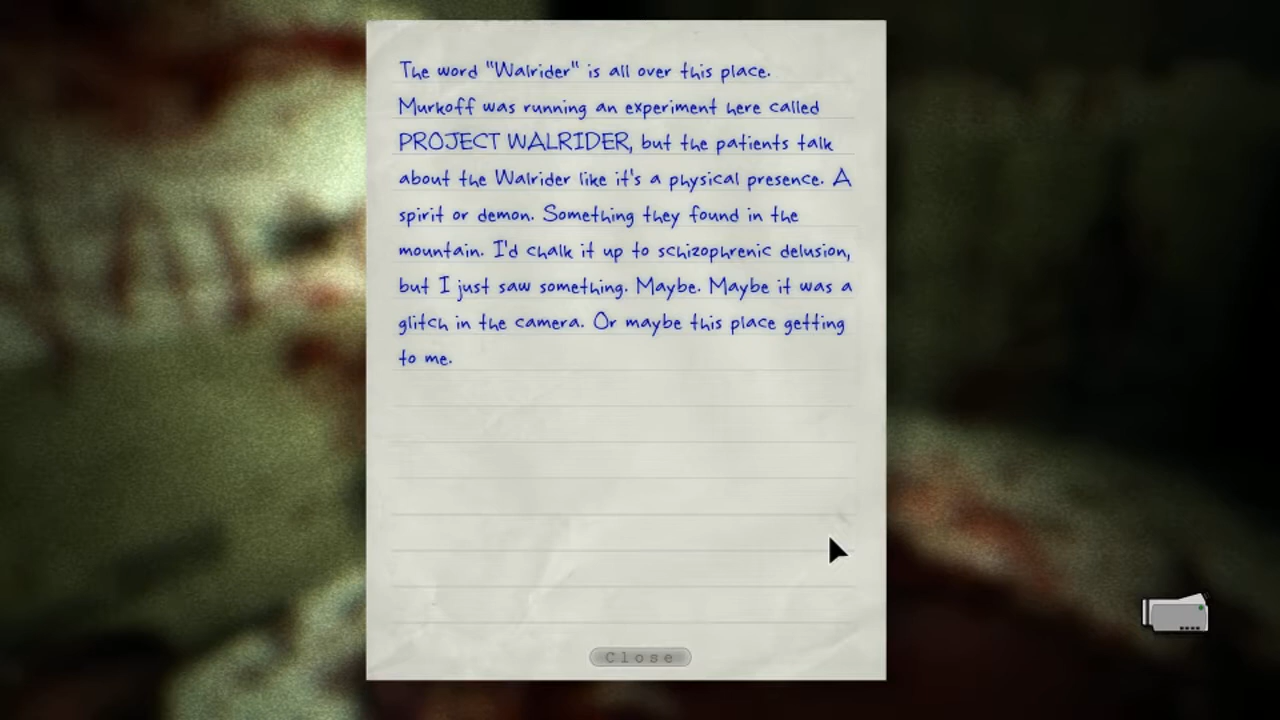 The word "Walrider" is all over this place.
Murkoff was running an experiment here called
PROJECT WALRIDER, but the patients talk
about the Walrider like it's a physical presence. A
spirit or demon. Something they found in the
mountain. I'd chalk it up to schizophrenic delusion,
but I just saw something. Maybe. Maybe it was a
glitch in the camera. Or maybe this place getting
to me.
Close